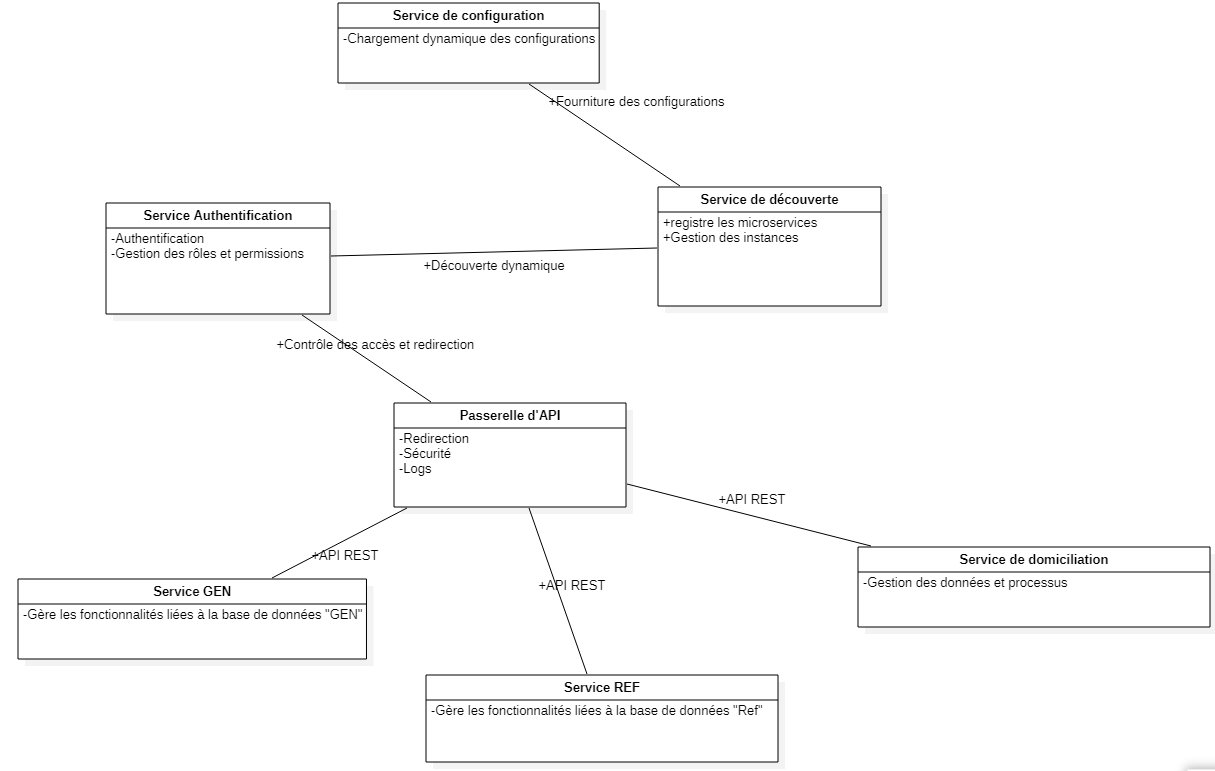 Service de configuration
-Chargement dynamique des configurations
+Fourniture des configurations
Service de découverte
+registre les microservices
+Gestion des instances
Service Authentification
-Authentification
-Gestion des rôles et permissions
+Découverte dynamique
+Contrôle des accès et redirection
Passerelle d'API
-Redirection
-Sécurité
-Logs
+API REST
+API REST
+API REST
Service de domiciliation
-Gestion des données et processus
Service GEN
-Gère les fonctionnalités liées à la base de données "GEN"
Service REF
-Gère les fonctionnalités liées à la base de données "Ref"